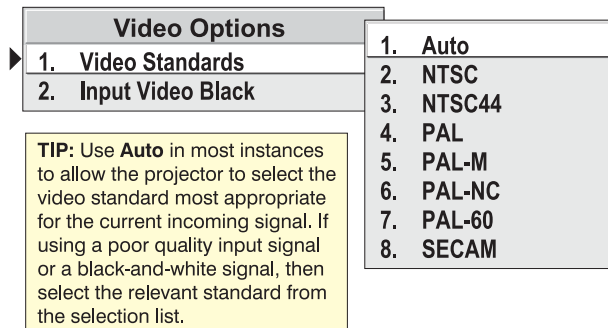 Video Options
1. Video Standards
2. Input Video Black
1. Auto
2. NTSC
3. NTSC44
4. PAL
5. PAL-M
6. PAL-NC
7. PAL-60
8. SECAM
TIP: Use Auto in most instances
to allow the projector to select the
video standard most appropriate
for the current incoming signal. If
using a poor quality input signal
or a black-and-white signal, then
select the relevant standard from
the selection list.